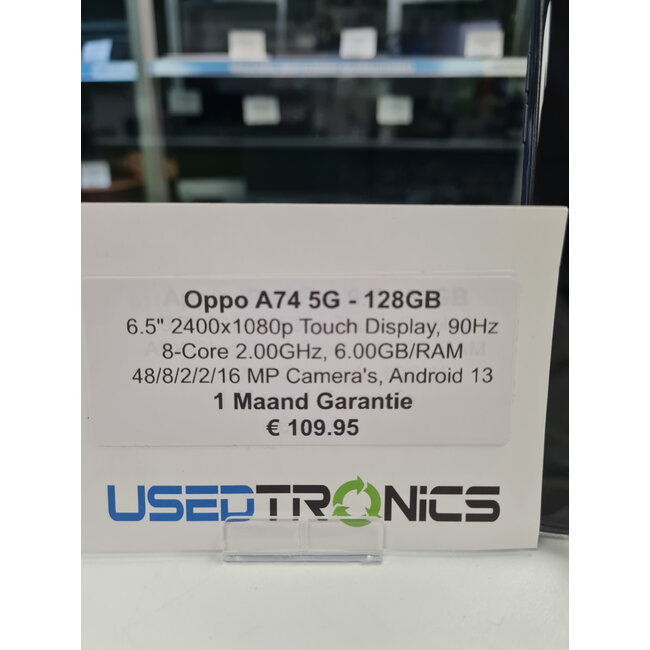 Oppo A74 5G - 128GB
6.5" 2400x1080p Touch Display, 90Hz
8-Core 2.00GHz, 6.00GB/RAM
48/8/2/2/16 MP Camera's, Android 13
1 Maand Garantie
€ 109.95
USEDTRONiCS